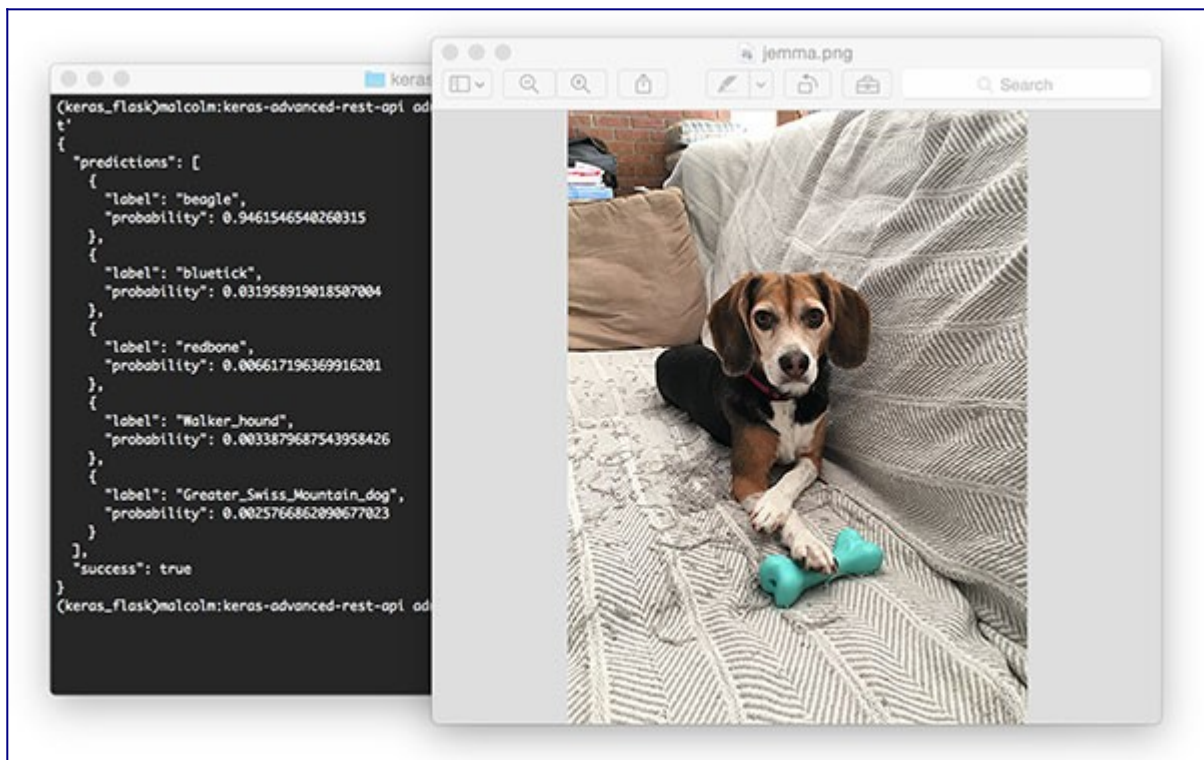 keras
(keras_flask)malcolm:keras-advanced-rest-api ad
t'
{
"predictions": [
{
"label": "beagle",
"probability": 0.9461546540260315
},
{
"label": "bluetick",
"probability": 0.031958919018507004
},
{
"label": "redbone",
"probability": 0.006617196369916201
},
{
"label": "Walker_hound",
"probability": 0.0033879687543958426
},
{
"label": "Greater_Swiss_Mountain_dog",
"probability": 0.0025766862090677023
}
],
"success": true
}
(keras_flask)malcolm:keras-advanced-rest-api ad
jemma.png
Search